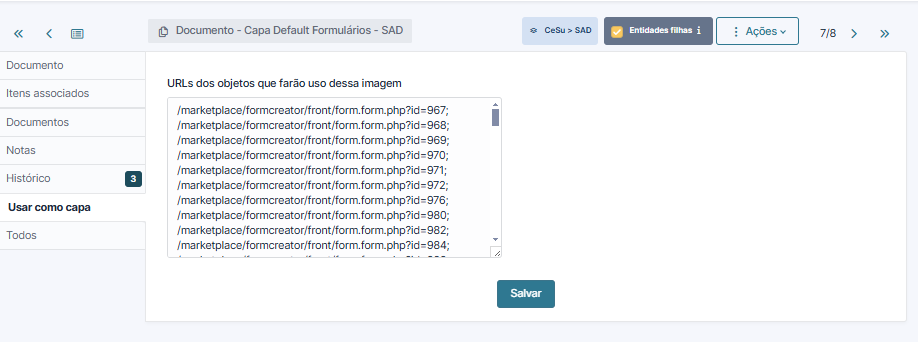 Documento - Capa Default Formulários - SAD
CeSu > SAD
Entidades filhas
Ações
7/8
Documento
Itens associados
Documentos
Notas
Histórico 3
Usar como capa
Todos
URLs dos objetos que farão uso dessa imagem
/marketplace/formcreator/front/form.form.php?id=967;
/marketplace/formcreator/front/form.form.php?id=968;
/marketplace/formcreator/front/form.form.php?id=969;
/marketplace/formcreator/front/form.form.php?id=970;
/marketplace/formcreator/front/form.form.php?id=971;
/marketplace/formcreator/front/form.form.php?id=972;
/marketplace/formcreator/front/form.form.php?id=976;
/marketplace/formcreator/front/form.form.php?id=980;
/marketplace/formcreator/front/form.form.php?id=982;
/marketplace/formcreator/front/form.form.php?id=984;
Salvar